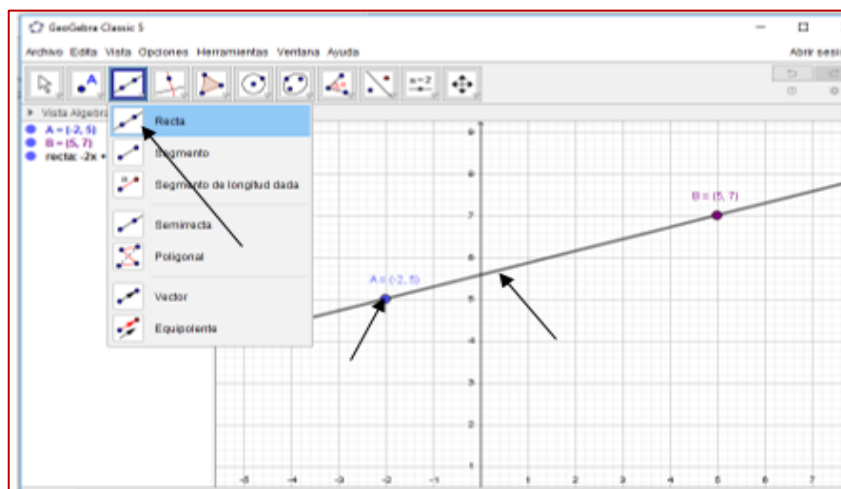 GeoGebra Classic 5
Archivo Edita Vista Opciones Herramientas Ventana Ayuda
Abrir sesi
A
a=2
Vista Algebra
A = (-2, 5)
B = (5, 7)
recta: -2x +
Recta
Segmento
Segmento de longitud dada
Semirrecta
Poligonal
Vector
Equipolente
A = (-2, 5)
B = (5, 7)
9
8
7
6
5
4
3
2
1
-5 -4 -3 -2 -1 1 2 3 4 5 6 7